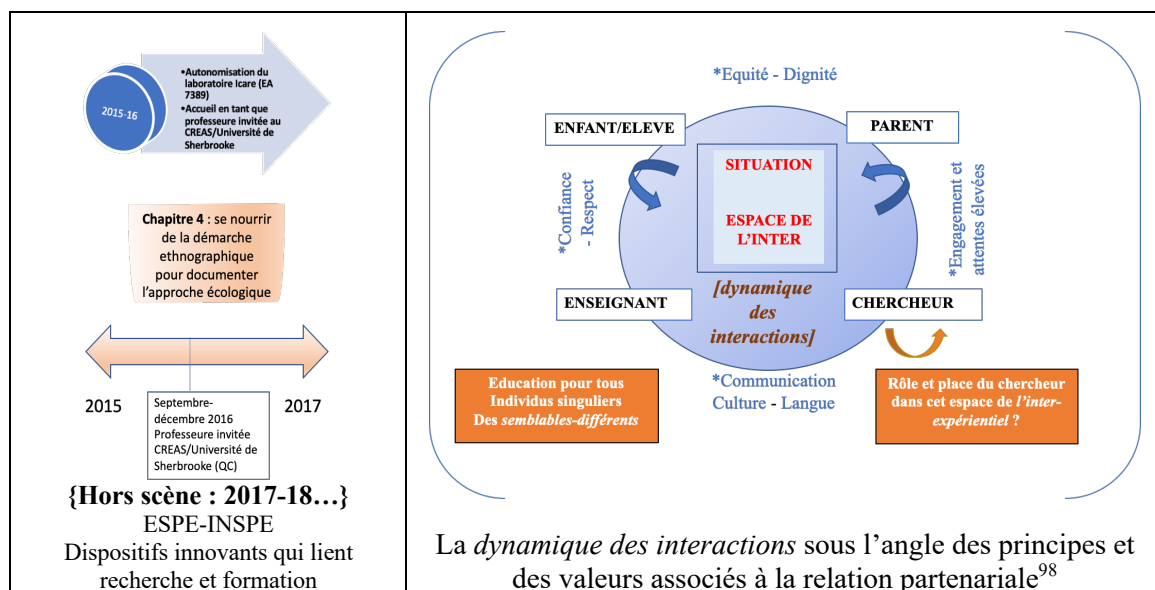 2015-16
•Autonomisation du
laboratoire Icare (EA
7389)
•Accueil en tant que
professeure invitée au
CREAS/Université de
Sherbrooke
Chapitre 4 : se nourrir
de la démarche
ethnographique
pour documenter
l’approche écologique
2015
2017
Septembre-
décembre 2016
Professeure invitée
CREAS/Université de
Sherbrooke (QC)
{Hors scène : 2017-18…}
ESPE-INSPE
Dispositifs innovants qui lient
recherche et formation
*Equité - Dignité
ENFANT/ELEVE
PARENT
SITUATION
ESPACE DE
L’INTER
*Confiance
- Respect
*Engagement et
attentes élevées
ENSEIGNANT
[dynamique
des
interactions]
CHERCHEUR
*Communication
Culture - Langue
Education pour tous
Individus singuliers
Des semblables-différents
Rôle et place du chercheur
dans cet espace de l’inter-
expérientiel ?
La dynamique des interactions sous l’angle des principes et
des valeurs associés à la relation partenariale98